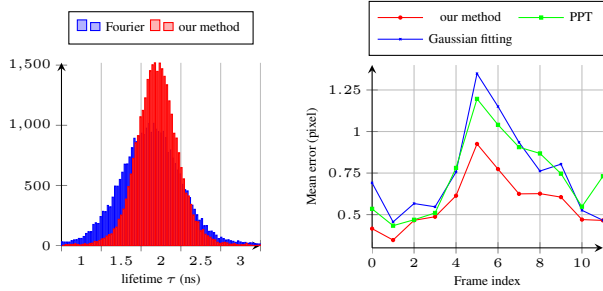 Fourier our method
1,500
1,000
500
0
1 1.5 2 2.5 3
lifetime τ (ns)
our method PPT
Gaussian fitting
1.25
1
0.75
0.5
Mean error (pixel)
0 2 4 6 8 10
Frame index